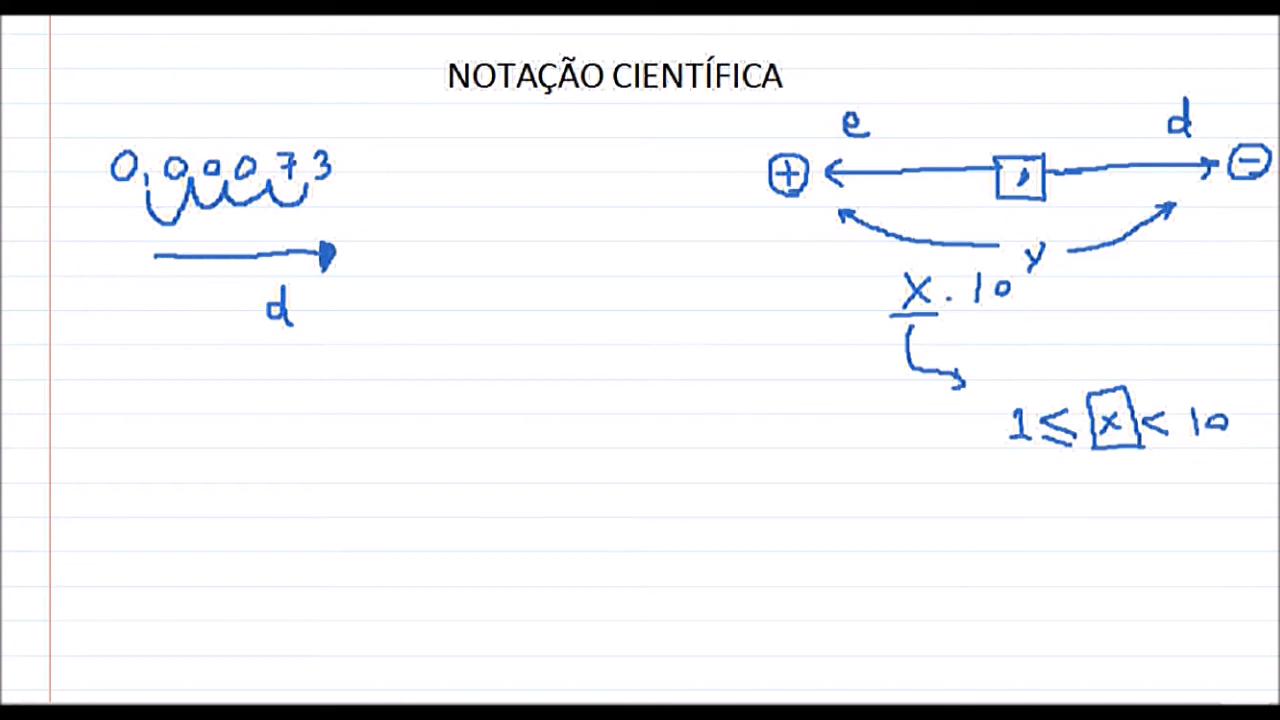 NOTAÇÃO CIENTÍFICA
e d
0,00073
+ , -
d
X . 10^y
1 ≤ x < 10